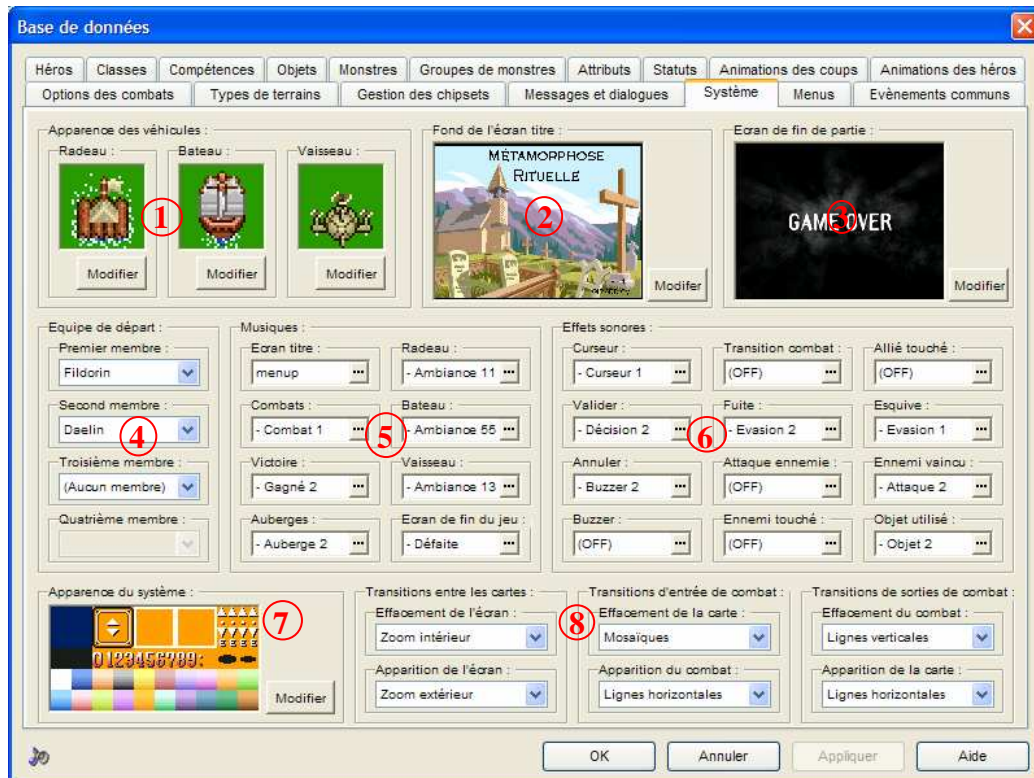 Base de données
Héros Classes Compétences Objets Monstres Groupes de monstres Attributs Statuts Animations des coups Animations des héros
Options des combats Types de terrains Gestion des chipsets Messages et dialogues Système Menus Evènements communs
Apparence des véhicules : Fond de l'écran titre : Ecran de fin de partie :
Radeau : Bateau : Vaisseau :
MÉTAMORPHOSE
RITUELLE
1 2 3
GAME OVER
Modifier Modifier Modifier Modifer Modifier
Equipe de départ : Musiques : Effets sonores :
Premier membre : Ecran titre : Radeau : Curseur : Transition combat : Allié touché :
Fildorin menup ... - Ambiance 11 ... - Curseur 1 ... (OFF) ... (OFF) ...
Second membre : Combats : Bateau : Valider : Fuite : Esquive :
Daelin 4 - Combat 1 ... 5 - Ambiance 55 ... - Décision 2 ... 6 - Evasion 2 ... - Evasion 1 ...
Troisième membre : Victoire : Vaisseau : Annuler : Attaque ennemie : Ennemi vaincu :
(Aucun membre) - Gagné 2 ... - Ambiance 13 ... - Buzzer 2 ... (OFF) ... - Attaque 2 ...
Quatrième membre : Auberges : Ecran de fin du jeu : Buzzer : Ennemi touché : Objet utilisé :
- Auberge 2 ... - Défaite ... (OFF) ... (OFF) ... - Objet 2 ...
Apparence du système : Transitions entre les cartes : Transitions d'entrée de combat : Transitions de sorties de combat :
7 Effacement de l'écran : 8 Effacement de la carte : Effacement du combat :
Zoom intérieur Mosaïques Lignes verticales
0123456789:
Apparition de l'écran : Apparition du combat : Apparition de la carte :
Modifier Zoom extérieur Lignes horizontales Lignes horizontales
OK Annuler Appliquer Aide